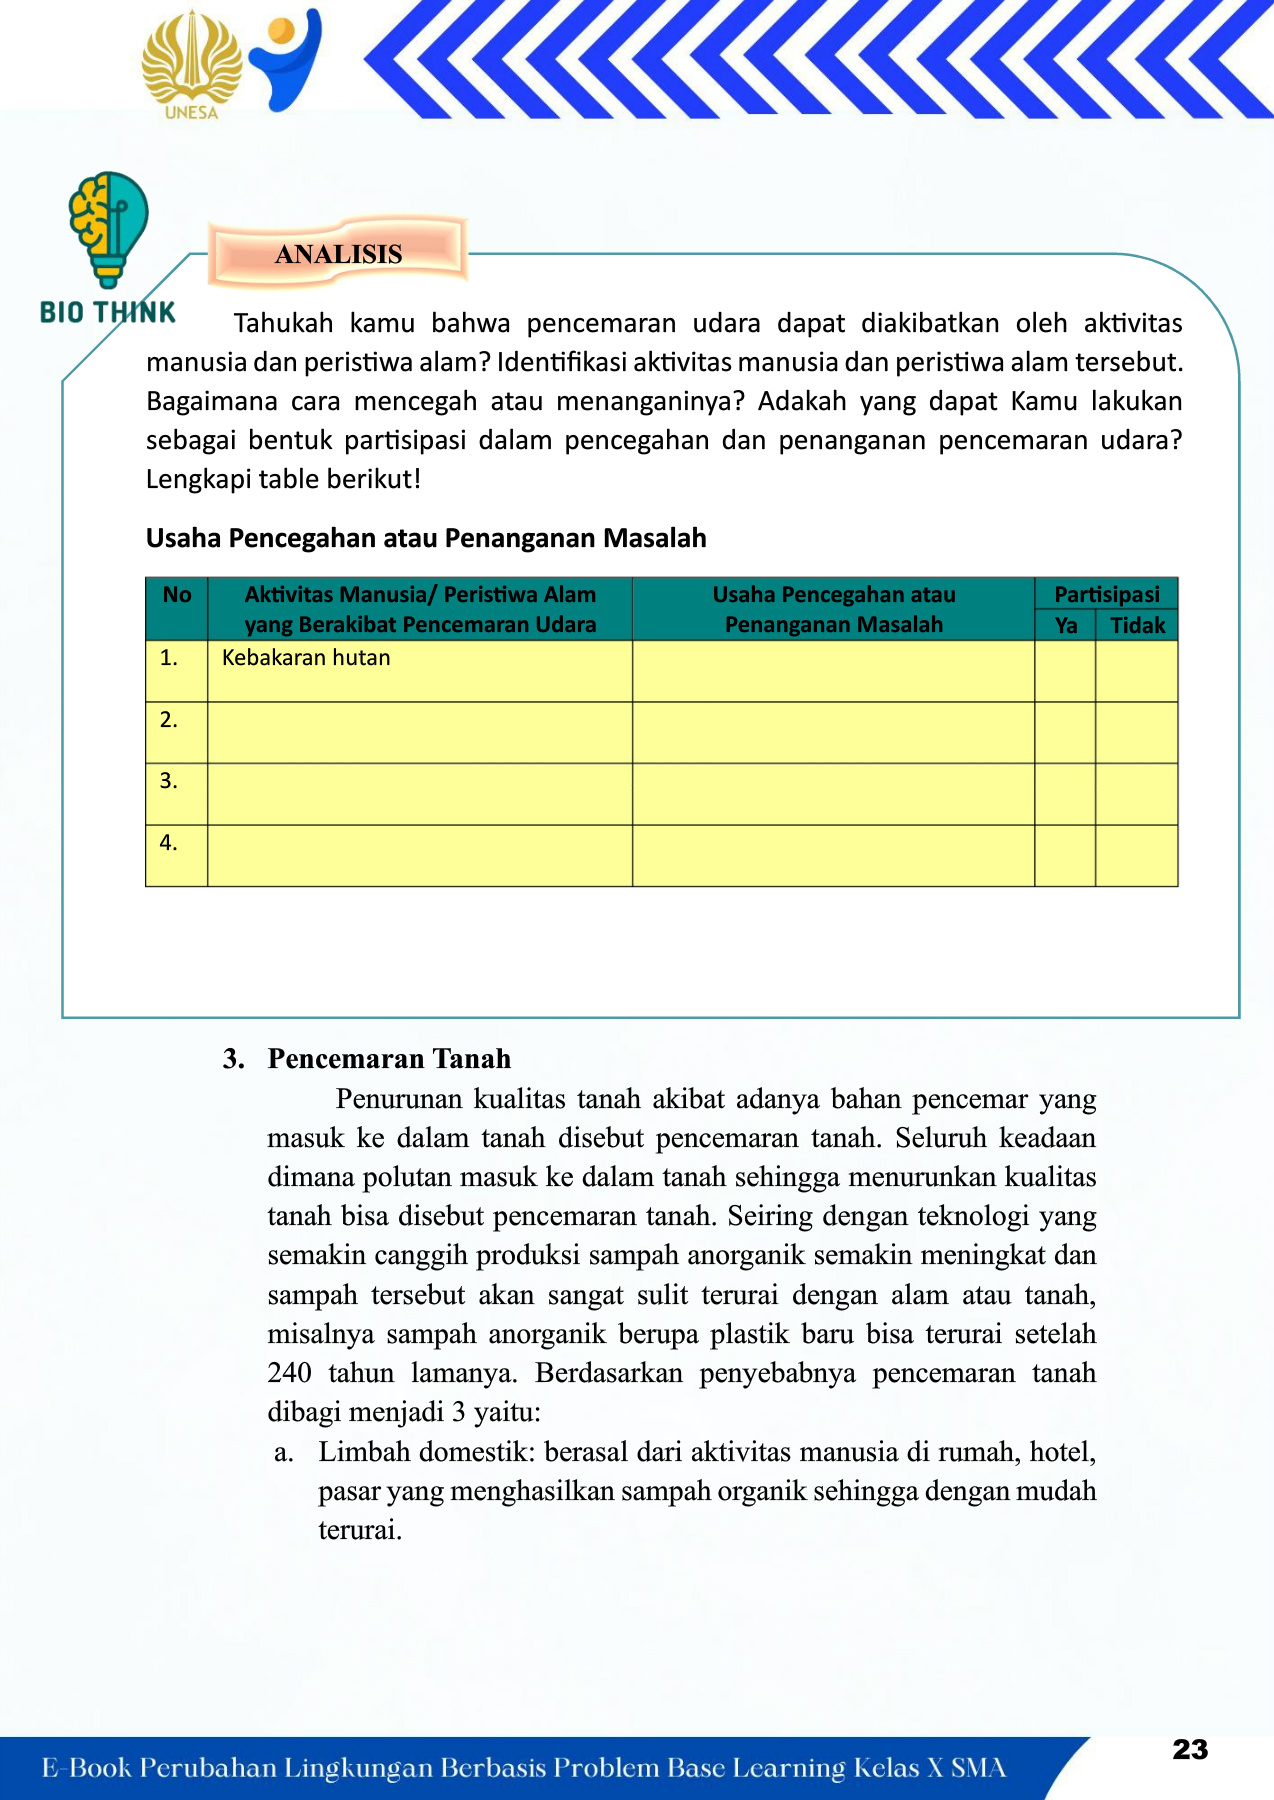 UNESA
BIO THINK
ANALISIS
Tahukah kamu bahwa pencemaran udara dapat diakibatkan oleh aktivitas
manusia dan peristiwa alam? Identifikasi aktivitas manusia dan peristiwa alam tersebut.
Bagaimana cara mencegah atau menanganinya? Adakah yang dapat Kamu lakukan
sebagai bentuk partisipasi dalam pencegahan dan penanganan pencemaran udara?
Lengkapi table berikut!
Usaha Pencegahan atau Penanganan Masalah
No Aktivitas Manusia/ Peristiwa Alam Usaha Pencegahan atau Partisipasi
yang Berakibat Pencemaran Udara Penanganan Masalah Ya Tidak
1. Kebakaran hutan
2.
3.
4.
3. Pencemaran Tanah
Penurunan kualitas tanah akibat adanya bahan pencemar yang
masuk ke dalam tanah disebut pencemaran tanah. Seluruh keadaan
dimana polutan masuk ke dalam tanah sehingga menurunkan kualitas
tanah bisa disebut pencemaran tanah. Seiring dengan teknologi yang
semakin canggih produksi sampah anorganik semakin meningkat dan
sampah tersebut akan sangat sulit terurai dengan alam atau tanah,
misalnya sampah anorganik berupa plastik baru bisa terurai setelah
240 tahun lamanya. Berdasarkan penyebabnya pencemaran tanah
dibagi menjadi 3 yaitu:
a. Limbah domestik: berasal dari aktivitas manusia di rumah, hotel,
pasar yang menghasilkan sampah organik sehingga dengan mudah
terurai.
23
E-Book Perubahan Lingkungan Berbasis Problem Base Learning Kelas X SMA